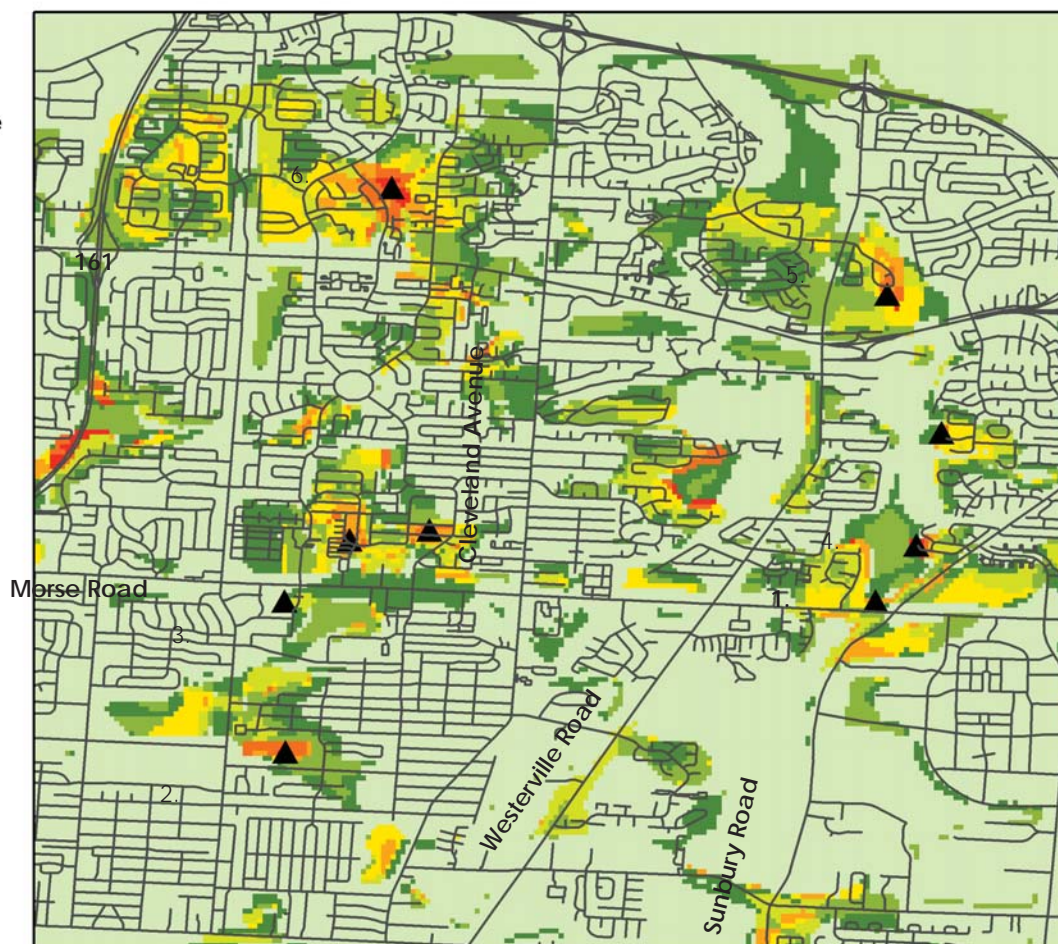 e
6.
161
5.
Cleveland Avenue
4.
Morse Road
1.
3.
Westerville Road
2.
Sunbury Road